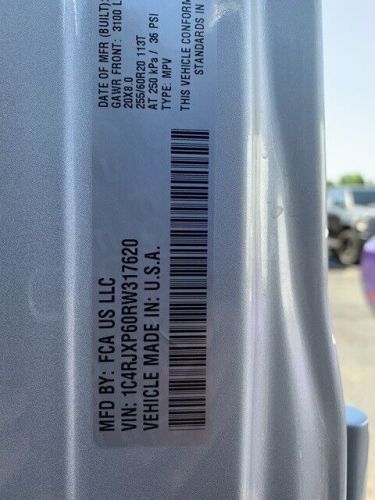 MFD BY: FCA US LLC
DATE OF MFR (BUILT):
GAWR FRONT: 3100 L
20X8.0
255/60R20 113T
AT 250 kPa / 36 PSI
TYPE: MPV
VIN: 1C4RJXP60RW317620
VEHICLE MADE IN: U.S.A.
THIS VEHICLE CONFORM
STANDARDS IN